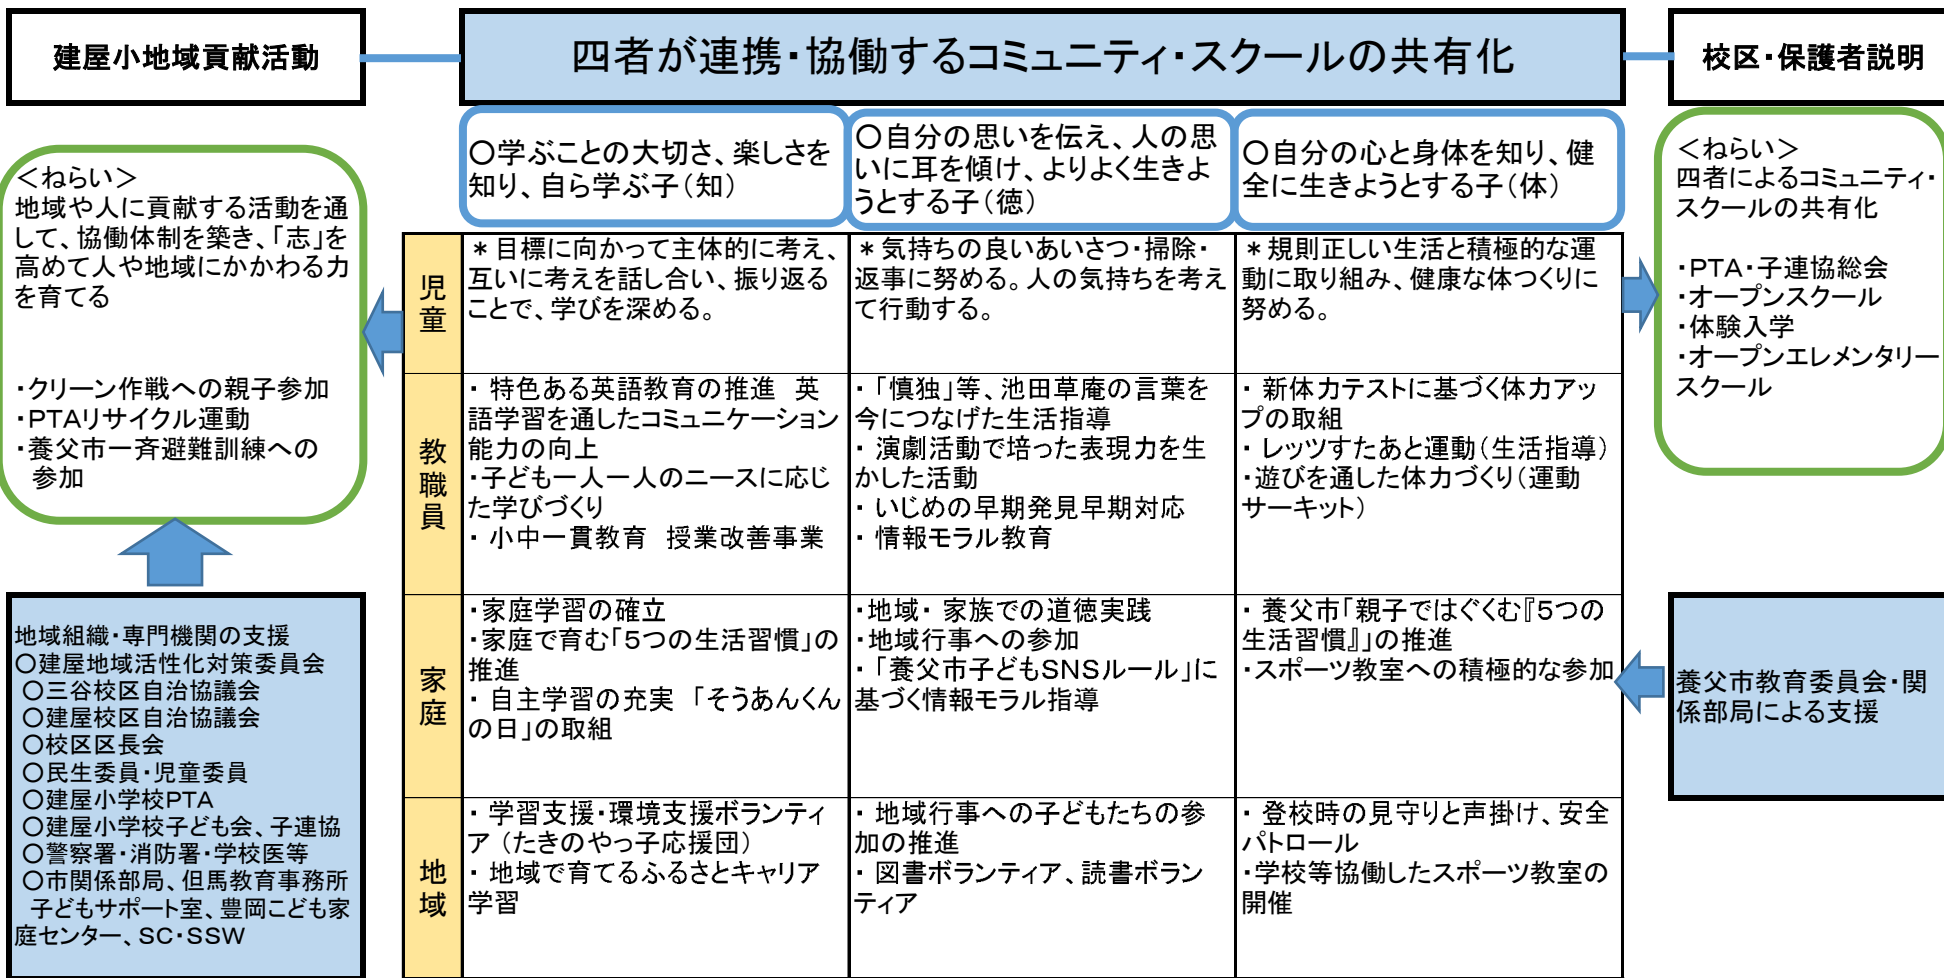 建屋小地域貢献活動
四者が連携・協働するコミュニティ・スクールの共有化
校区・保護者説明
＜ねらい＞
地域や人に貢献する活動を通
して、協働体制を築き、「志」を
高めて人や地域にかかわる力
を育てる
・クリーン作戦への親子参加
・PTAリサイクル運動
・養父市一斉避難訓練への
参加
地域組織・専門機関の支援
〇建屋地域活性化対策委員会
〇三谷校区自治協議会
〇建屋校区自治協議会
〇校区区長会
〇民生委員・児童委員
〇建屋小学校PTA
〇建屋小学校子ども会、子連協
〇警察署・消防署・学校医等
〇市関係部局、但馬教育事務所
子どもサポート室、豊岡こども家
庭センター、SC・SSW
〇学ぶことの大切さ、楽しさを
知り、自ら学ぶ子（知）
〇自分の思いを伝え、人の思
いに耳を傾け、よりよく生きよ
うとする子（徳）
〇自分の心と身体を知り、健
全に生きようとする子（体）
児童
＊目標に向かって主体的に考え、
互いに考えを話し合い、振り返る
ことで、学びを深める。
＊気持ちの良いあいさつ・掃除・
返事に努める。人の気持ちを考え
て行動する。
＊規則正しい生活と積極的な運
動に取り組み、健康な体つくりに
努める。
教職員
・ 特色ある英語教育の推進　英
語学習を通したコミュニケーション
能力の向上
・子ども一人一人のニースに応じ
た学びづくり
・ 小中一貫教育　授業改善事業
・「慎独」等、池田草庵の言葉を
今につなげた生活指導
・ 演劇活動で培った表現力を生
かした活動
・ いじめの早期発見早期対応
・ 情報モラル教育
・ 新体力テストに基づく体力アッ
プの取組
・ レッツすたあと運動（生活指導）
・遊びを通した体力づくり（運動
サーキット）
家庭
・家庭学習の確立
・家庭で育む「５つの生活習慣」の
推進
・ 自主学習の充実　「そうあんくん
の日」の取組
・地域・ 家族での道徳実践
・地域行事への参加
・「養父市子どもSNSルール」に
基づく情報モラル指導
・ 養父市「親子ではぐくむ『５つの
生活習慣』」の推進
・スポーツ教室への積極的な参加
地域
・ 学習支援・環境支援ボランティ
ア（たきのやっ子応援団）
・ 地域で育てるふるさとキャリア
学習
・ 地域行事への子どもたちの参
加の推進
・ 図書ボランティア、読書ボラン
ティア
・ 登校時の見守りと声掛け、安全
パトロール
・学校等協働したスポーツ教室の
開催
＜ねらい＞
四者によるコミュニティ・
スクールの共有化
・PTA・子連協総会
・オープンスクール
・体験入学
・オープンエレメンタリー
スクール
養父市教育委員会・関
係部局による支援